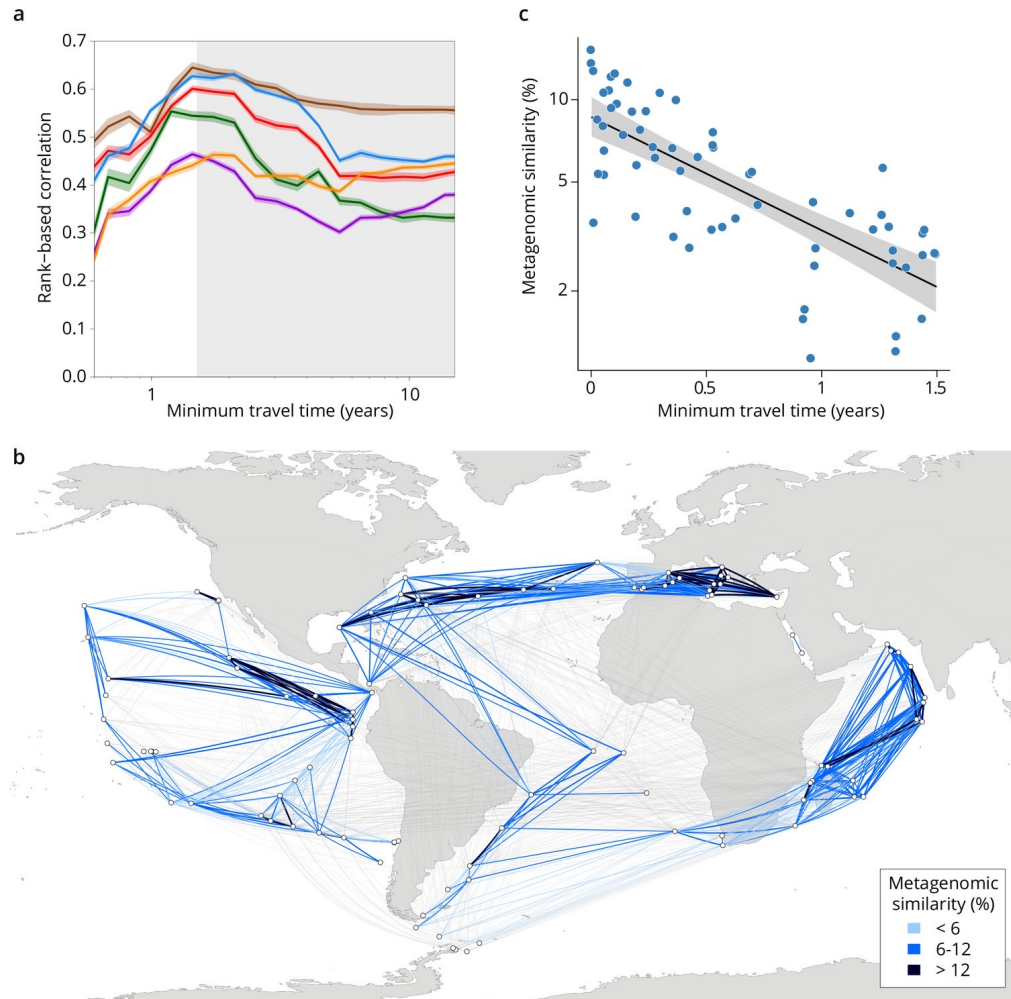 a
0.7
0.6
0.5
0.4
0.3
0.2
0.1
0.0
Rank−based correlation
1
10
Minimum travel time (years)
c
10
5
2
Metagenomic similarity (%)
0
0.5
1
1.5
Minimum travel time (years)
b
Metagenomic
similarity (%)
< 6
6-12
> 12